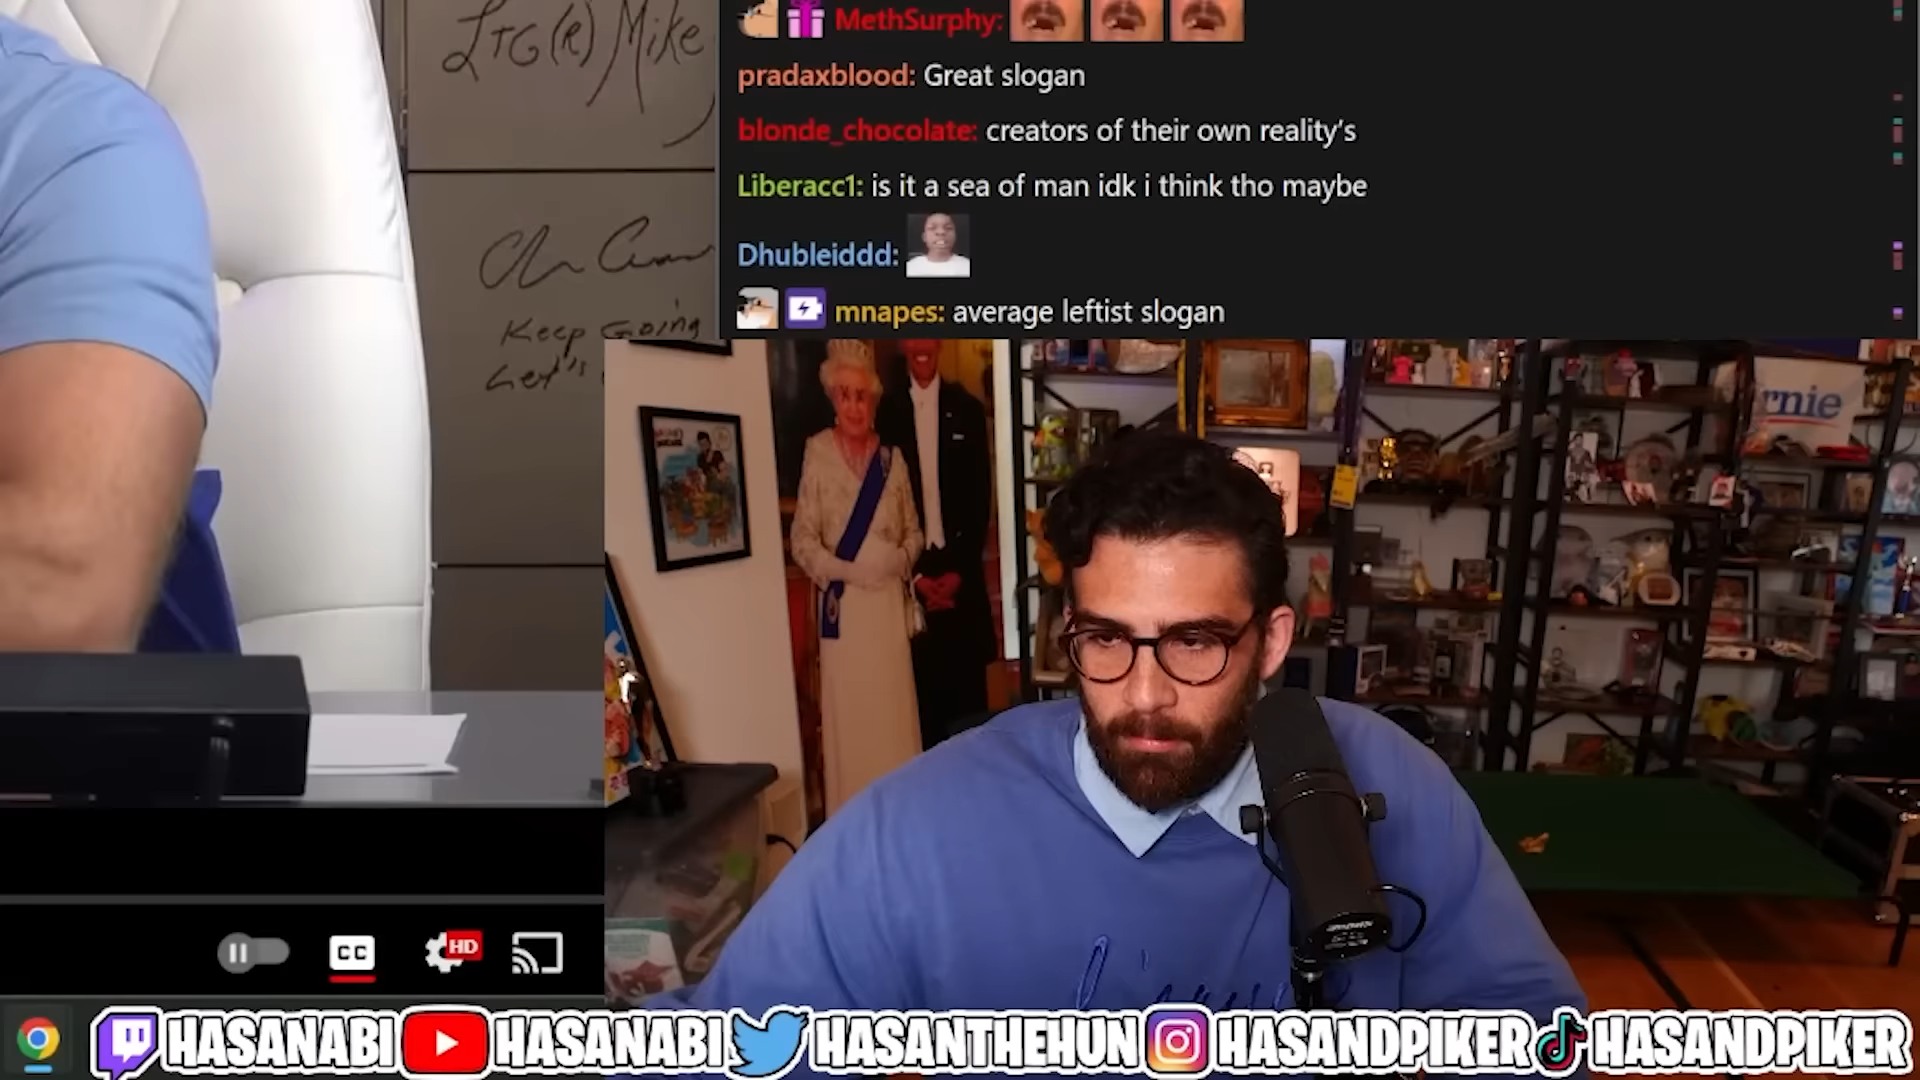 LTG(R) Mike
MethSurphy:
pradaxblood: Great slogan
blonde_chocolate: creators of their own reality’s
Liberacc1: is it a sea of man idk i think tho maybe
Dhubleiddd:
mnapes: average leftist slogan
Keep Going
Let's
rnie
CC
HD
HASANABI HASANABI HASANTHEHUN HASANDPIKER HASANDPIKER